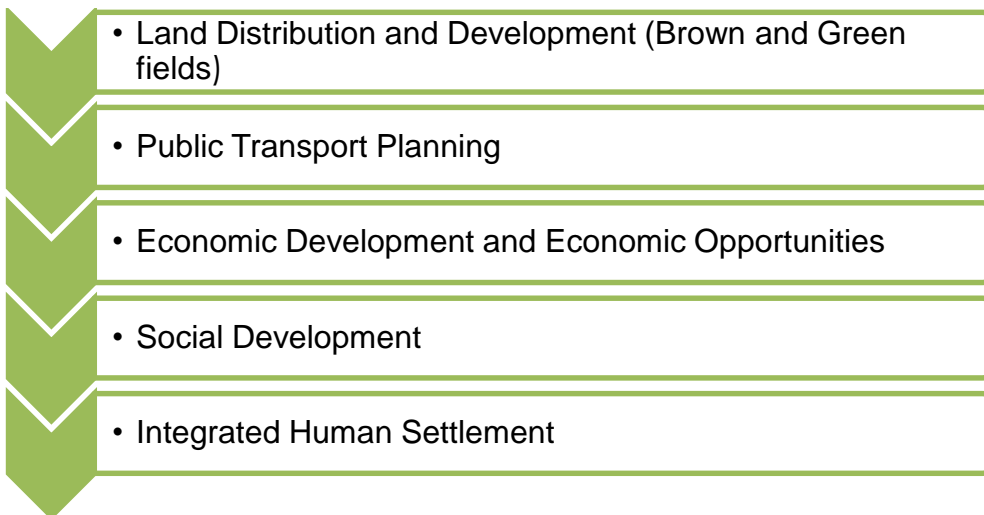 • Land Distribution and Development (Brown and Green
fields)
• Public Transport Planning
• Economic Development and Economic Opportunities
• Social Development
• Integrated Human Settlement